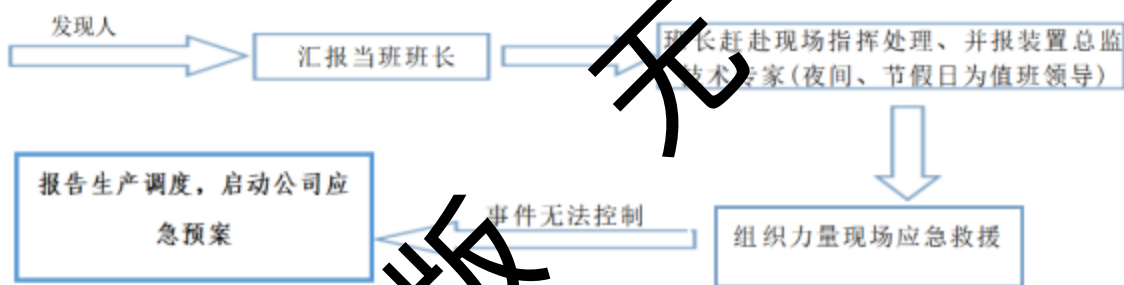 发现人
汇报当班班长
班长赶赴现场指挥处理、并报装置总监
技术专家(夜间、节假日为值班领导)
报告生产调度，启动公司应
急预案
事件无法控制
组织力量现场应急救援
无
版